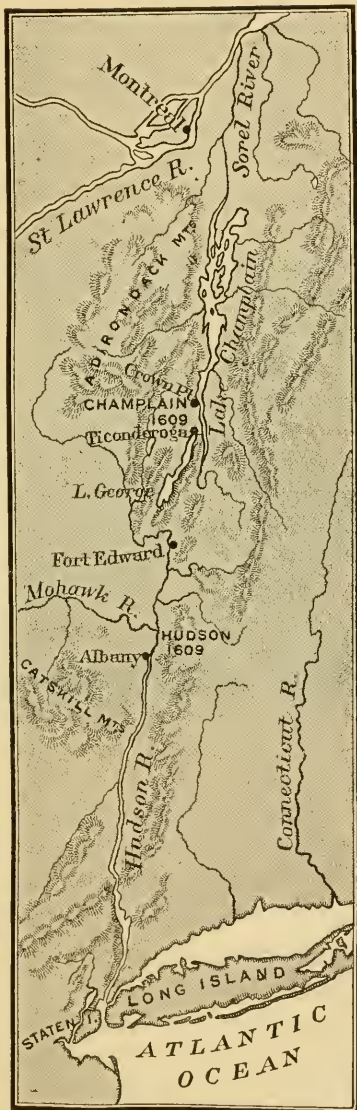 Montreal
Sorel River
St Lawrence R.
ADIRONDACK MTS
Lake Champlain
Crown P.
CHAMPLAIN
1609
Ticonderoga
L. George
Fort Edward
Mohawk R.
HUDSON
1609
Albany
CATSKILL MTS
Hudson R.
Connecticut R.
LONG ISLAND
STATEN I.
ATLANTIC
OCEAN